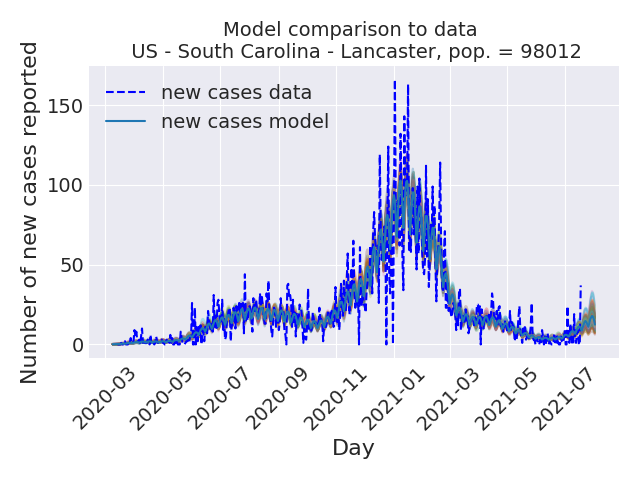 Model comparison to data
US - South Carolina - Lancaster, pop. = 98012
Number of new cases reported
150
100
50
0
new cases data
new cases model
2020-03
2020-05
2020-07
2020-09
2020-11
2021-01
2021-03
2021-05
2021-07
Day